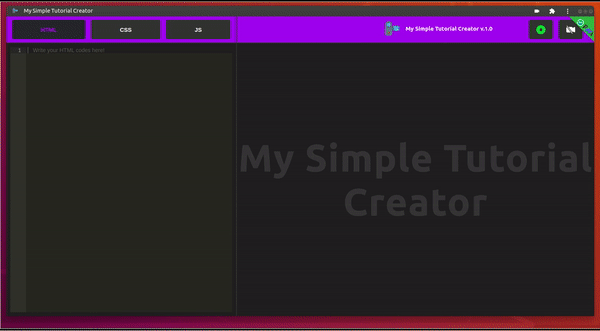 My Simple Tutorial Creator
HTML
CSS
JS
My Simple Tutorial Creator v.1.0
1
Write your HTML codes here!
My Simple Tutorial
Creator